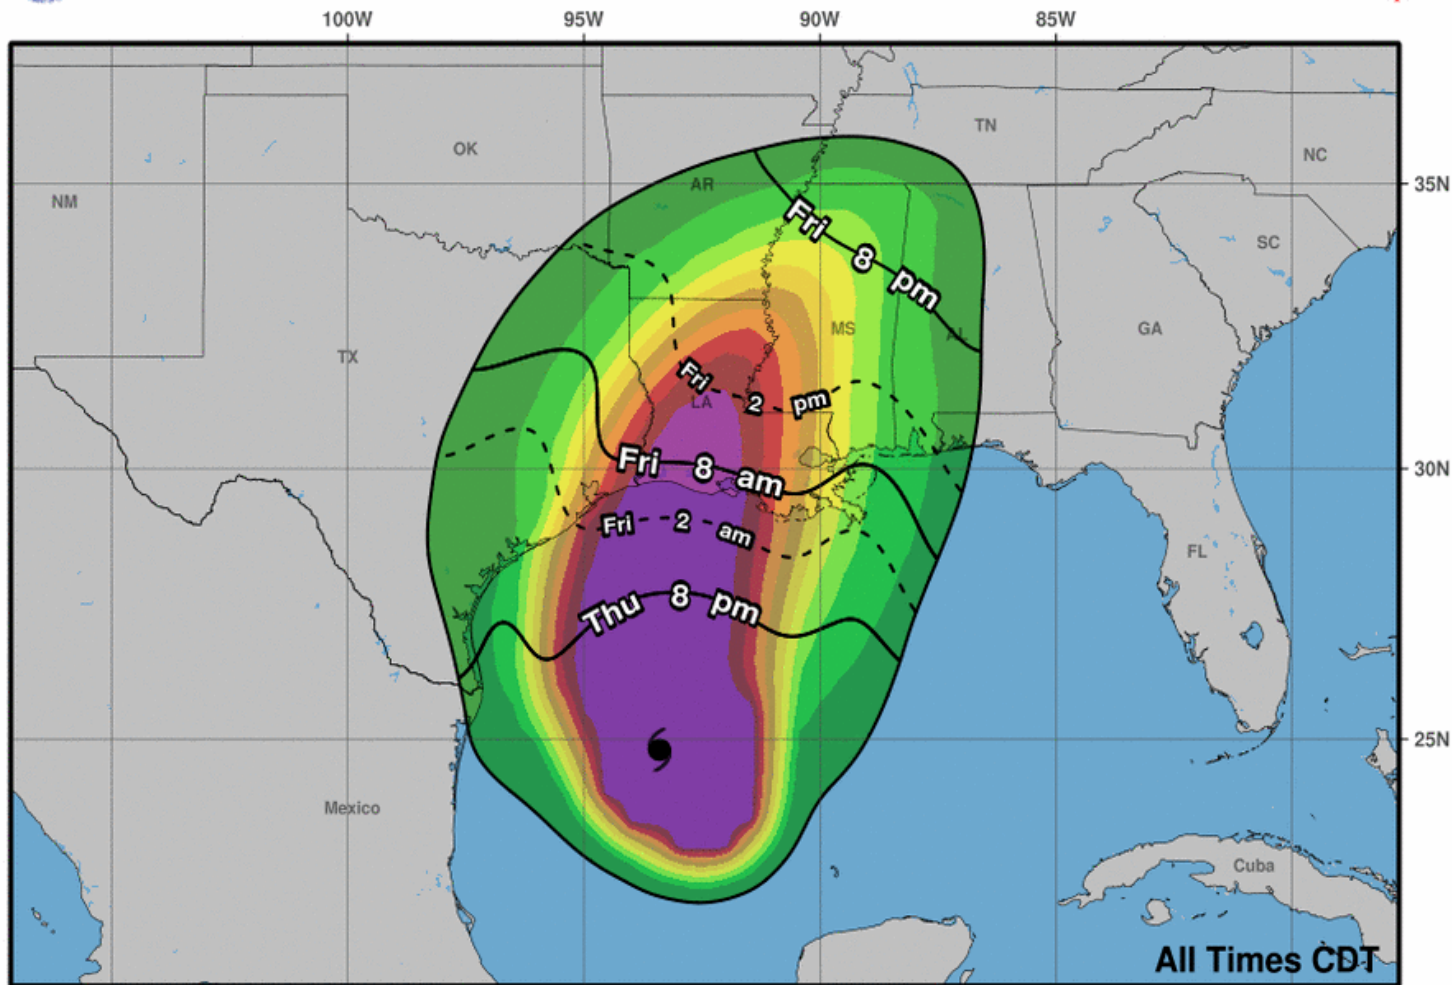 100W 95W 90W 85W
TN
OK
NC
AR
35N
NM
Fri 8 pm
SC
MS
GA
AL
TX
Fri 2 pm
LA
Fri 8 am
30N
Fri 2 am
FL
Thu 8 pm
25N
Mexico
Cuba
All Times CDT